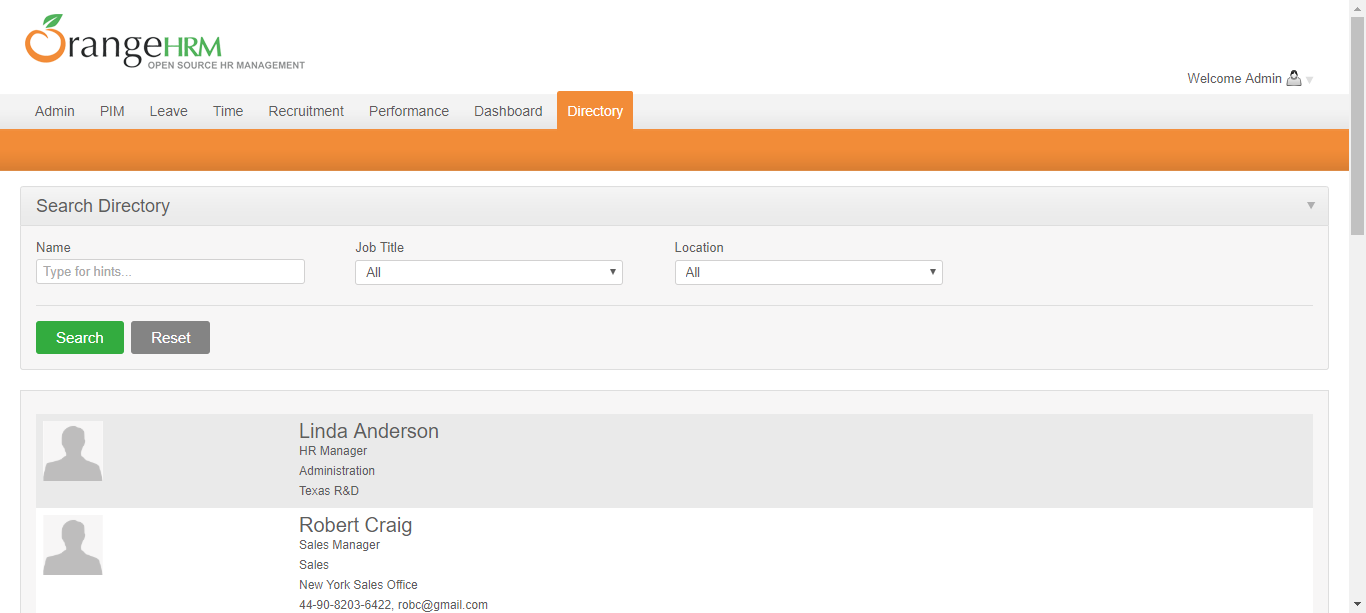 OrangeHRM
OPEN SOURCE HR MANAGEMENT
Welcome Admin
Admin PIM Leave Time Recruitment Performance Dashboard Directory
Search Directory
Name Job Title Location
Type for hints... All All
Search Reset
Linda Anderson
HR Manager
Administration
Texas R&D
Robert Craig
Sales Manager
Sales
New York Sales Office
44-90-8203-6422, robc@gmail.com